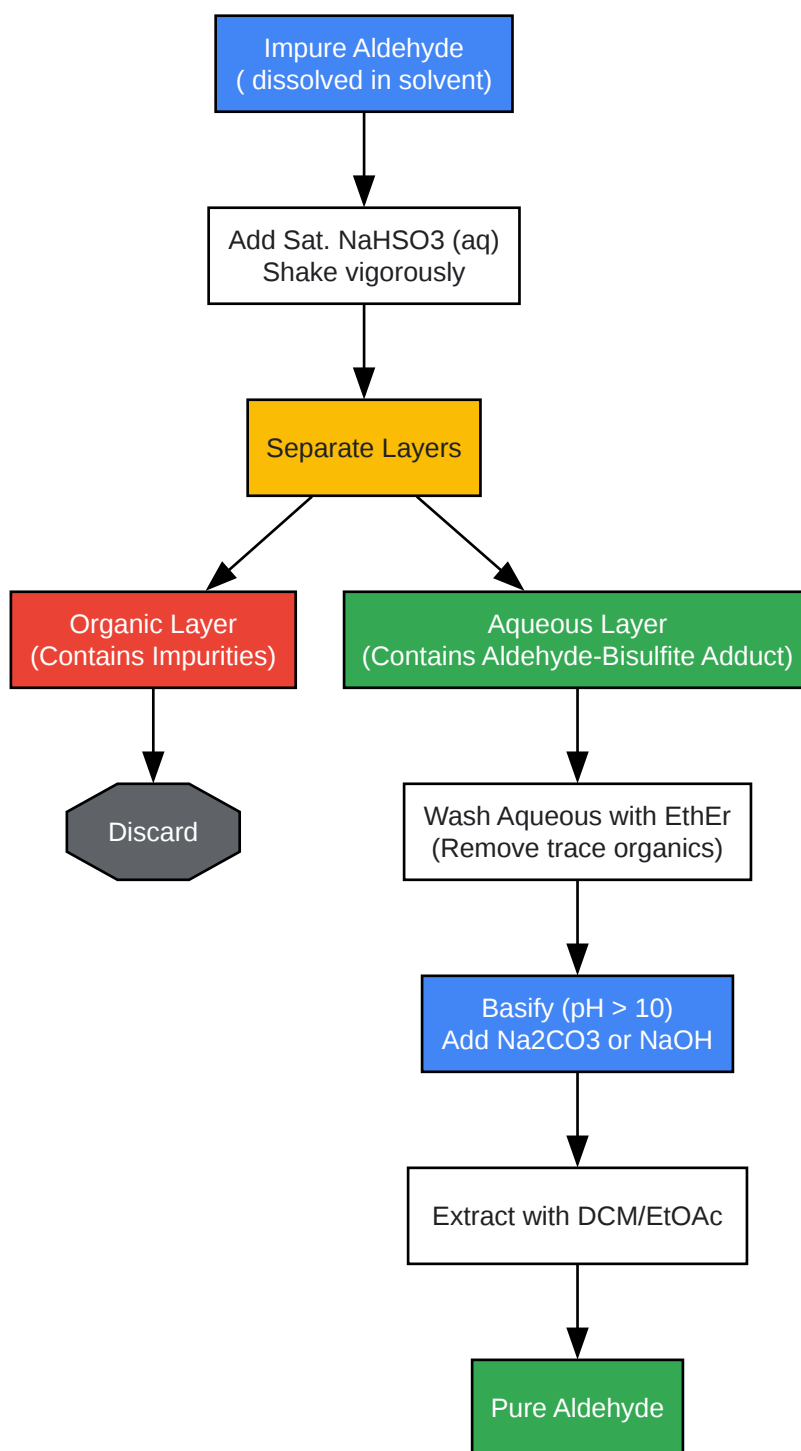 Impure Aldehyde
( dissolved in solvent)
Add Sat. NaHSO3 (aq)
Shake vigorously
Separate Layers
Organic Layer
(Contains Impurities)
Aqueous Layer
(Contains Aldehyde-Bisulfite Adduct)
Discard
Wash Aqueous with EthEr
(Remove trace organics)
Basify (pH > 10)
Add Na2CO3 or NaOH
Extract with DCM/EtOAc
Pure Aldehyde